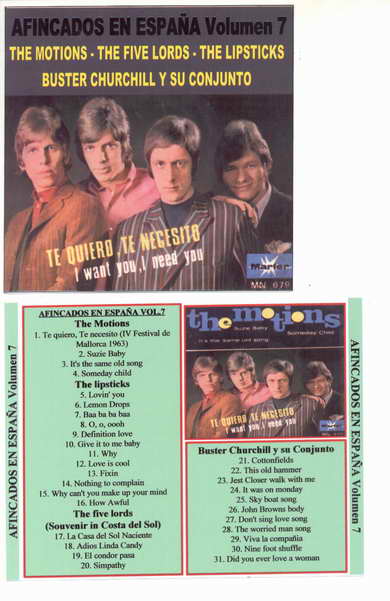 AFINCADOS EN ESPAÑA Volumen 7
THE MOTIONS - THE FIVE LORDS - THE LIPSTICKS
BUSTER CHURCHILL Y SU CONJUNTO
TE QUIERO, TE NECESITO
I want you, I need you
Marfer
MN 679
AFINCADOS EN ESPAÑA Volumen 7
AFINCADOS EN ESPAÑA VOL.7
The Motions
1. Te quiero, Te necesito (IV Festival de
Mallorca 1963)
2. Suzie Baby
3. It's the same old song
4. Someday child
The lipsticks
5. Lovin' you
6. Lemon Drops
7. Baa ba ba baa
8. O, o, oooh
9. Definition love
10. Give it to me baby
11. Why
12. Love is cool
13. Fixin
14. Nothing to complain
15. Why can't you make up your mind
16. How Awful
The five lords
(Souvenir in Costa del Sol)
17. La Casa del Sol Naciente
18. Adios Linda Candy
19. El condor pasa
20. Simpathy
the motions
Suzie Baby
Someday Child
It's the same old song
TE QUIERO, TE NECESITO
I want you, I need you
Buster Churchill y su Conjunto
21. Cottonfields
22. This old hammer
23. Jest Closer walk with me
24. It was on monday
25. Sky boat song
26. John Browns body
27. Don't sing love song
28. The worried man song
29. Viva la compañia
30. Nine foot shuffle
31. Did you ever love a woman
AFINCADOS EN ESPAÑA Volumen 7